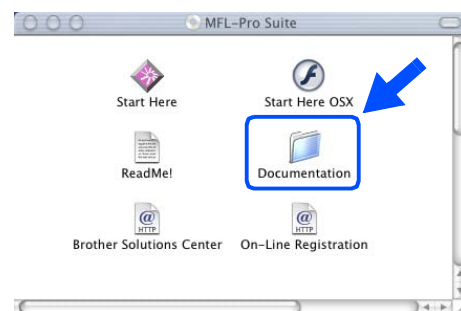 MFL-Pro Suite
Start Here
Start Here OSX
ReadMe!
Documentation
@
HTTP
@
HTTP
Brother Solutions Center
On-Line Registration